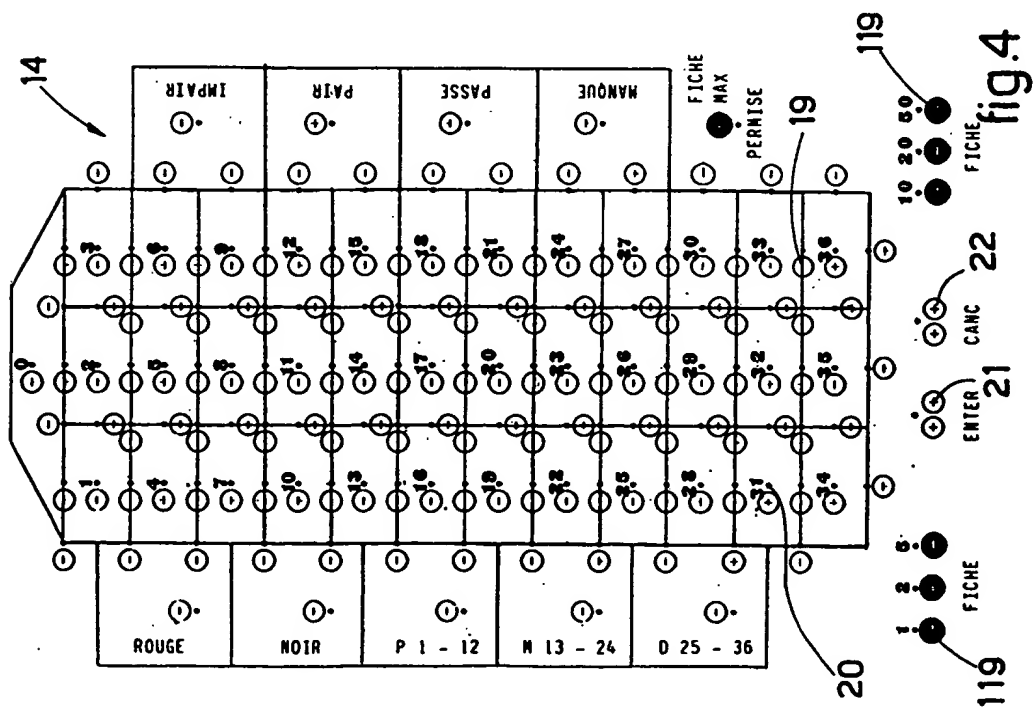 14
0
1 2 3
4 5 6
7 8 9
10 11 12
13 14 15
16 17 18
19 20 21
22 23 24
25 26 27
28 29 30
31 32 33
34 35 36
ROUGE
NOIR
P 1 - 12
M 13 - 24
D 25 - 36
IMPAIR
PAIR
PASSE
MANQUE
FICHE
MAX
PERMISE
19
20
1 2 5
FICHE
119
ENTER
21
CANC
22
10 20 50
FICHE
119
fig.4